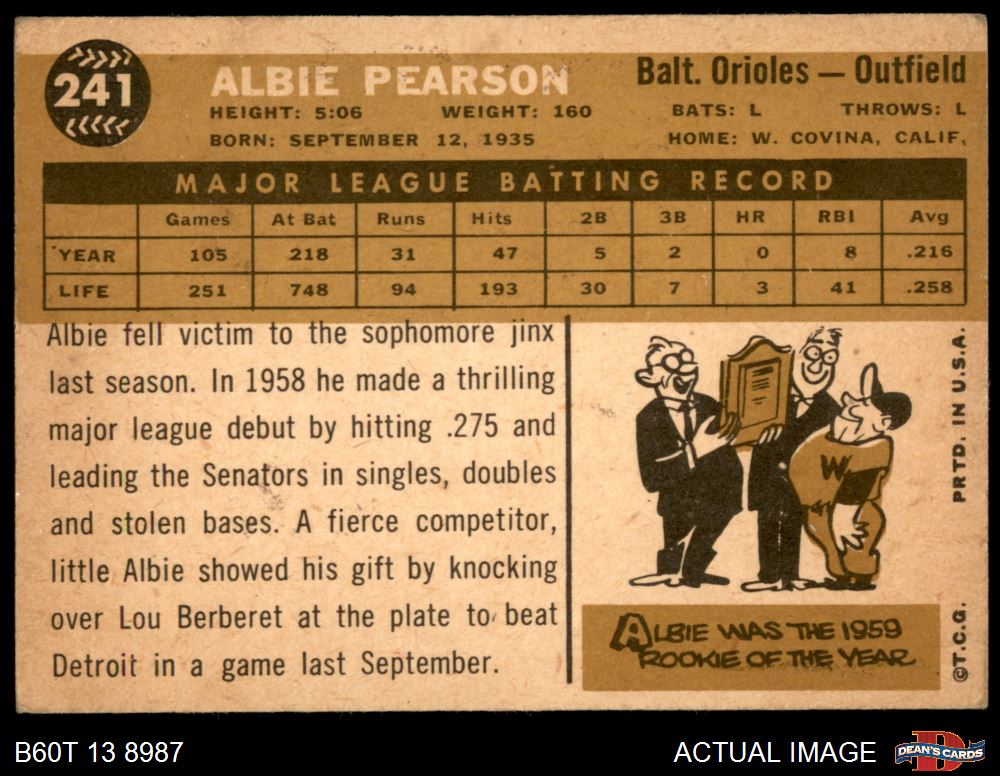 241
ALBIE PEARSON
Balt. Orioles — Outfield
HEIGHT: 5:06 WEIGHT: 160 BATS: L THROWS: L
BORN: SEPTEMBER 12, 1935 HOME: W. COVINA, CALIF,
MAJOR LEAGUE BATTING RECORD
Games At Bat Runs Hits 2B 3B HR RBI Avg
YEAR 105 218 31 47 5 2 0 8 .216
LIFE 251 748 94 193 30 7 3 41 .258
Albie fell victim to the sophomore jinx
last season. In 1958 he made a thrilling
major league debut by hitting .275 and
leading the Senators in singles, doubles
and stolen bases. A fierce competitor,
little Albie showed his gift by knocking
over Lou Berberet at the plate to beat
Detroit in a game last September.
W
ALBIE WAS THE 1959
ROOKIE OF THE YEAR
©T.C.G. PRTD. IN U.S.A.
B60T 13 8987
ACTUAL IMAGE
D
DEAN'S CARDS